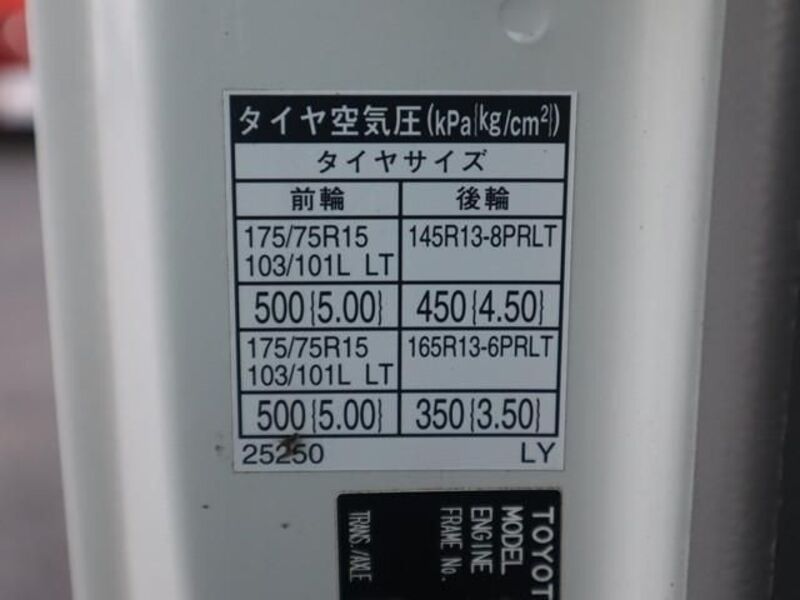 タイヤ空気圧(kPa{kg/cm²})
タイヤサイズ
前輪 後輪
175/75R15 145R13-8PRLT
103/101L LT
500{5.00} 450{4.50}
175/75R15 165R13-6PRLT
103/101L LT
500{5.00} 350{3.50}
25250 LY
TOYOT
MODEL
ENGINE
FRAME No.
TRANS./AXLE